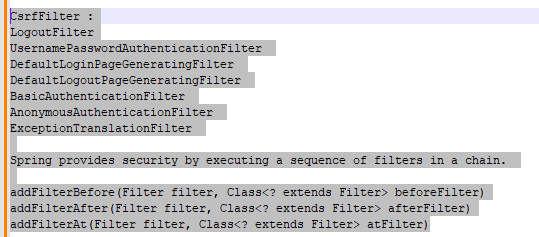 CsrfFilter :
LogoutFilter
UsernamePasswordAuthenticationFilter
DefaultLoginPageGeneratingFilter
DefaultLogoutPageGeneratingFilter
BasicAuthenticationFilter
AnonymousAuthenticationFilter
ExceptionTranslationFilter
Spring provides security by executing a sequence of filters in a chain.
addFilterBefore(Filter filter, Class<? extends Filter> beforeFilter)
addFilterAfter(Filter filter, Class<? extends Filter> afterFilter)
addFilterAt(Filter filter, Class<? extends Filter> atFilter)